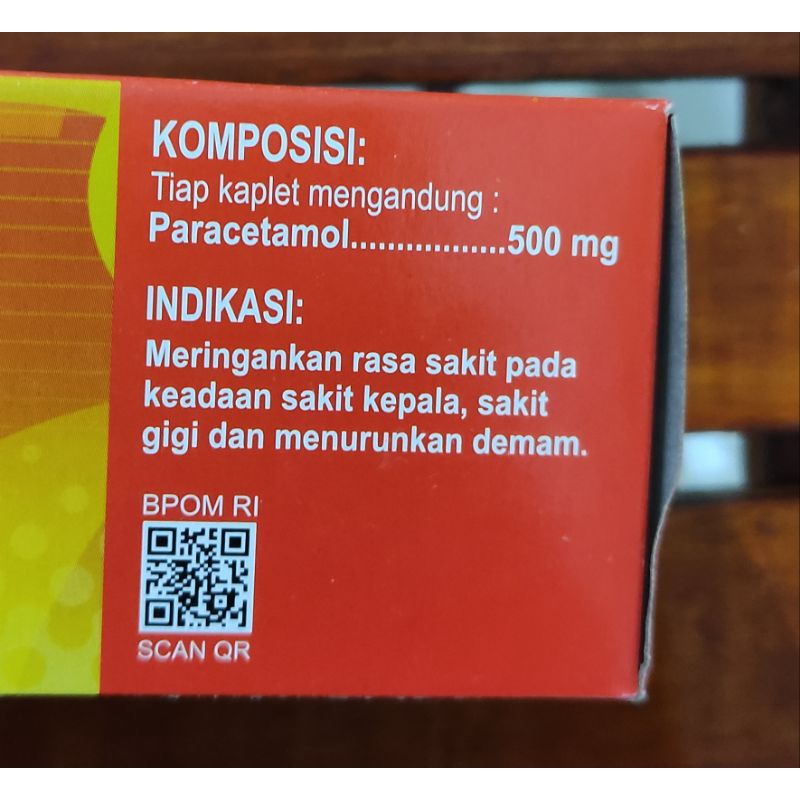 KOMPOSISI:
Tiap kaplet mengandung :
Paracetamol.................500 mg
INDIKASI:
Meringankan rasa sakit pada
keadaan sakit kepala, sakit
gigi dan menurunkan demam.
BPOM RI
SCAN QR